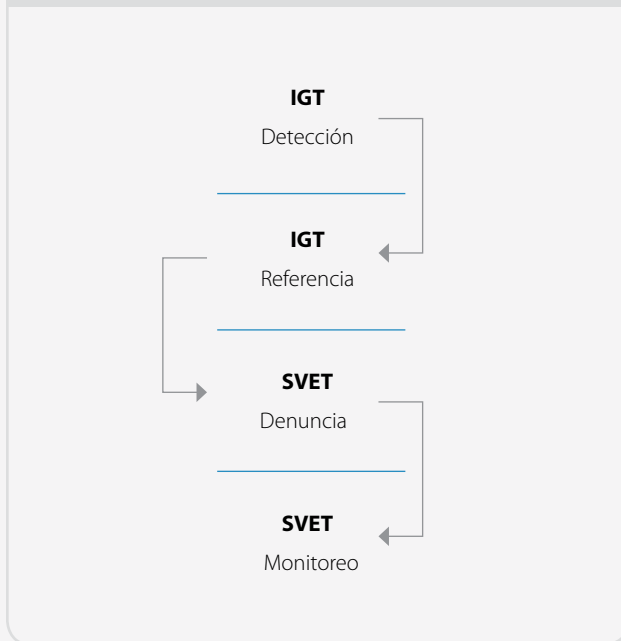 IGT
Detección
IGT
Referencia
SVET
Denuncia
SVET
Monitoreo